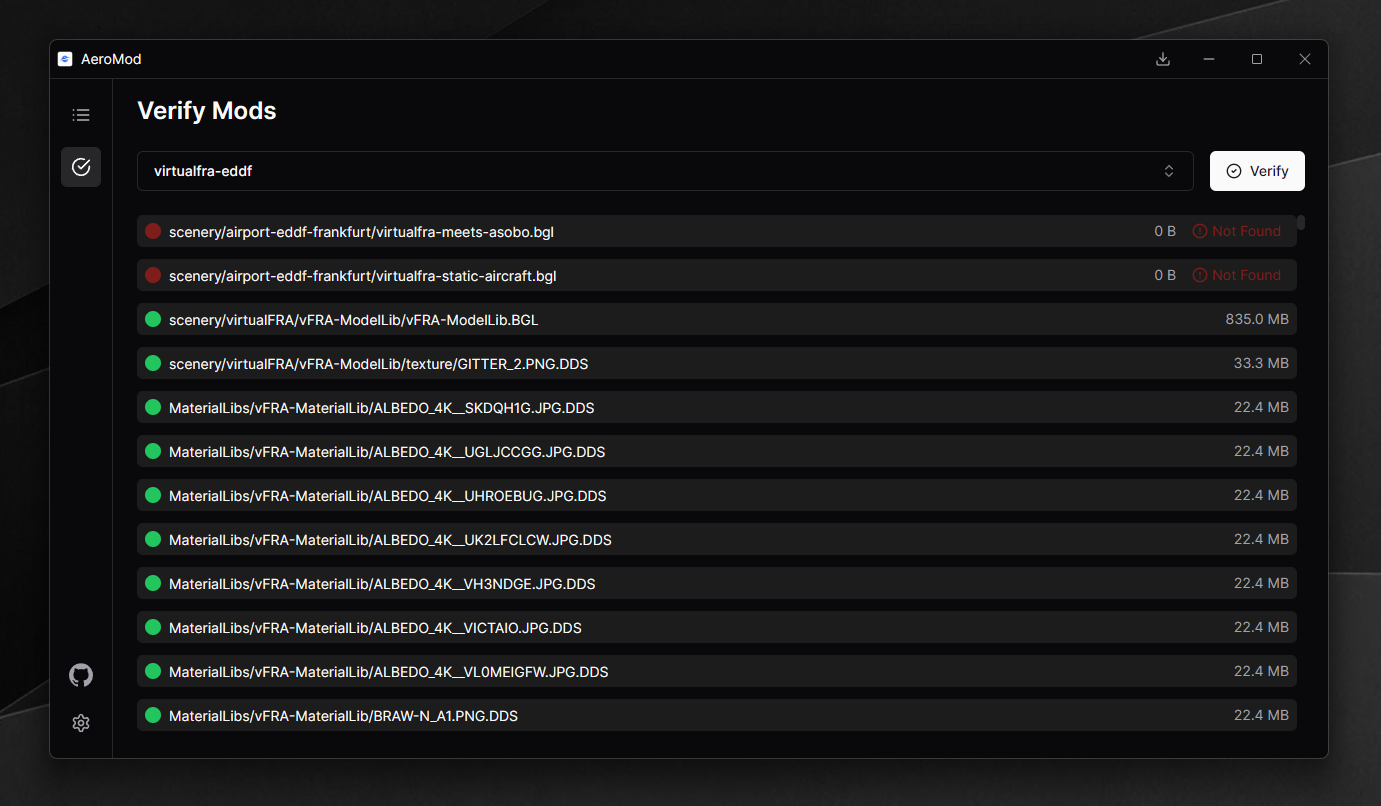 AeroMod
Verify Mods
virtualfra-eddf
Verify
scenery/airport-eddf-frankfurt/virtualfra-meets-asobo.bgl 0 B Not Found
scenery/airport-eddf-frankfurt/virtualfra-static-aircraft.bgl 0 B Not Found
scenery/virtualFRA/vFRA-ModelLib/vFRA-ModelLib.BGL 835.0 MB
scenery/virtualFRA/vFRA-ModelLib/texture/GITTER_2.PNG.DDS 33.3 MB
MaterialLibs/vFRA-MaterialLib/ALBEDO_4K__SKDQH1G.JPG.DDS 22.4 MB
MaterialLibs/vFRA-MaterialLib/ALBEDO_4K__UGLJCCGG.JPG.DDS 22.4 MB
MaterialLibs/vFRA-MaterialLib/ALBEDO_4K__UHROEBUG.JPG.DDS 22.4 MB
MaterialLibs/vFRA-MaterialLib/ALBEDO_4K__UK2LFCLCW.JPG.DDS 22.4 MB
MaterialLibs/vFRA-MaterialLib/ALBEDO_4K__VH3NDGE.JPG.DDS 22.4 MB
MaterialLibs/vFRA-MaterialLib/ALBEDO_4K__VICTAIO.JPG.DDS 22.4 MB
MaterialLibs/vFRA-MaterialLib/ALBEDO_4K__VL0MEIGFW.JPG.DDS 22.4 MB
MaterialLibs/vFRA-MaterialLib/BRAW-N_A1.PNG.DDS 22.4 MB